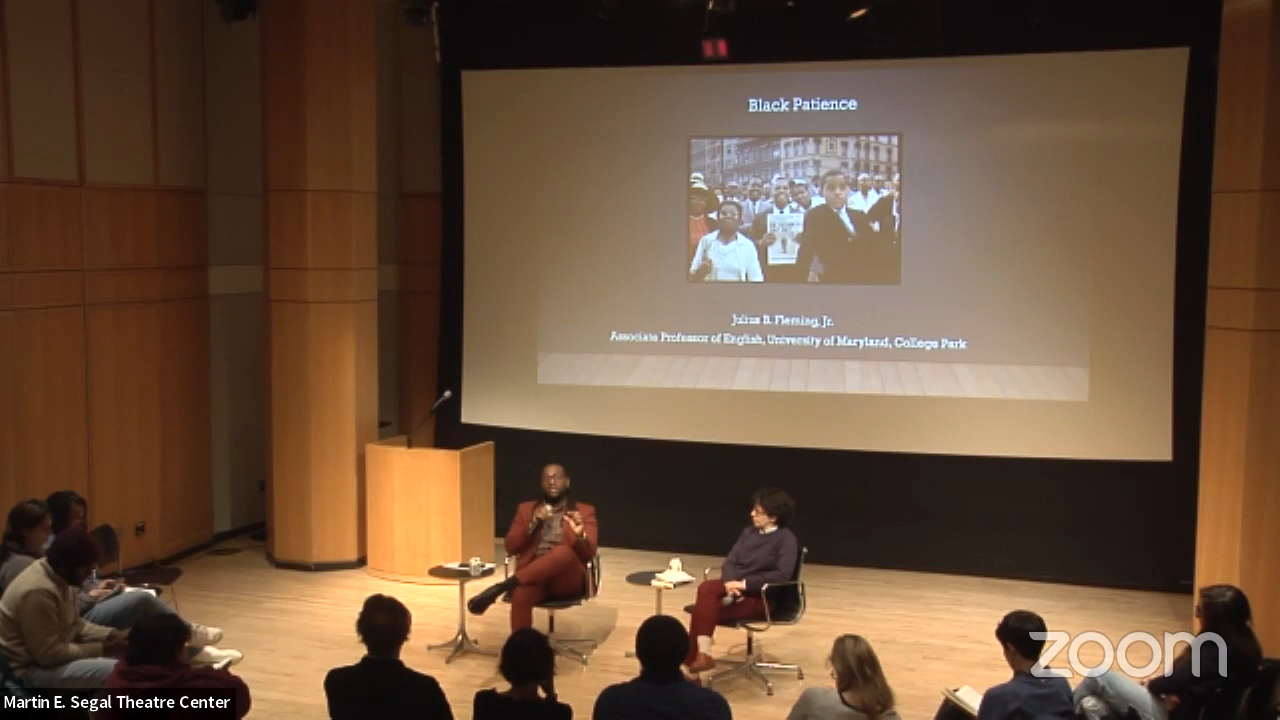 Black Patience
Julius B. Fleming, Jr.
Associate Professor of English, University of Maryland, College Park
zoom
Martin E. Segal Theatre Center